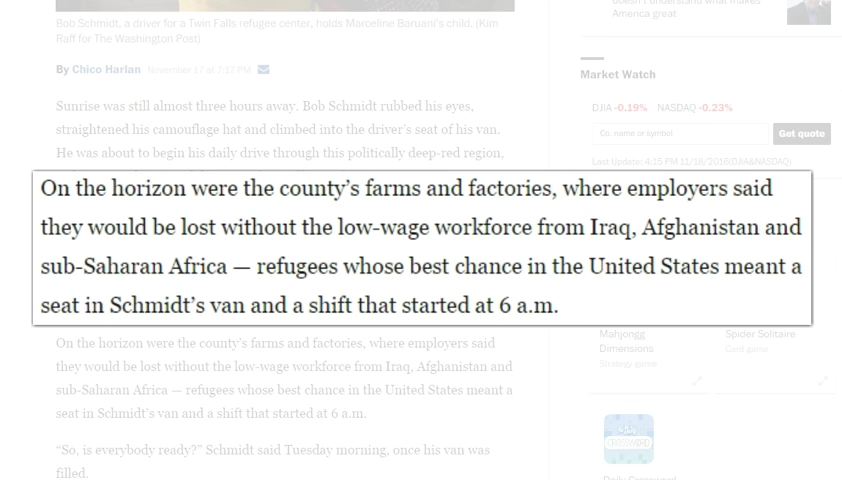 doesn't understand what makes
America great
Bob Schmidt, a driver for a Twin Falls refugee center, holds Marceline Baruani's child. (Kim
Raff for The Washington Post)
By Chico Harlan November 17 at 7:17 PM
Market Watch
Sunrise was still almost three hours away. Bob Schmidt rubbed his eyes,
straightened his camouflage hat and climbed into the driver's seat of his van.
He was about to begin his daily drive through this politically deep-red region,
DJIA -0.19% NASDAQ -0.23%
Co. name or symbol Get quote
Last Update: 4:15 PM 11/18/2016(DJIA&NASDAQ)
On the horizon were the county’s farms and factories, where employers said
they would be lost without the low-wage workforce from Iraq, Afghanistan and
sub-Saharan Africa — refugees whose best chance in the United States meant a
seat in Schmidt’s van and a shift that started at 6 a.m.
On the horizon were the county's farms and factories, where employers said
they would be lost without the low-wage workforce from Iraq, Afghanistan and
sub-Saharan Africa — refugees whose best chance in the United States meant a
seat in Schmidt's van and a shift that started at 6 a.m.
“So, is everybody ready?” Schmidt said Tuesday morning, once his van was
filled.
Mahjongg
Dimensions
Strategy game
Spider Solitaire
Card game
CROSSWORD
Daily Crossword